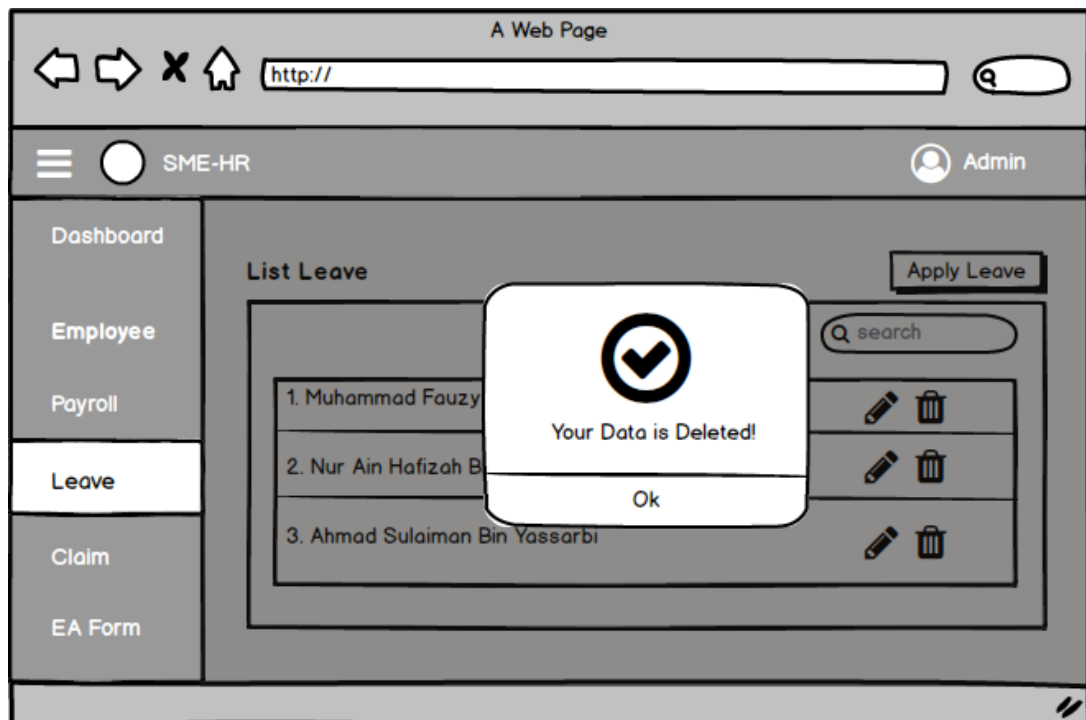 A Web Page
http://
SME-HR
Admin
Dashboard
Employee
Payroll
Leave
Claim
EA Form
List Leave
Apply Leave
search
1. Muhammad Fauzy
2. Nur Ain Hafizah B
3. Ahmad Sulaiman Bin Yassarbi
Your Data is Deleted!
Ok